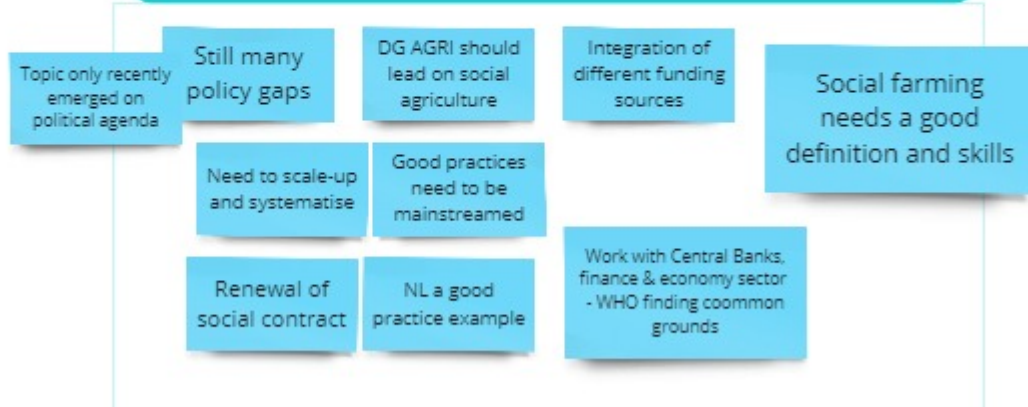 Topic only recently
emerged on
political agenda
Still many
policy gaps
DG AGRI should
lead on social
agriculture
Integration of
different funding
sources
Social farming
needs a good
definition and skills
Need to scale-up
and systematise
Good practices
need to be
mainstreamed
Renewal of
social contract
NL a good
practice example
Work with Central Banks,
finance & economy sector
- WHO finding coommon
grounds